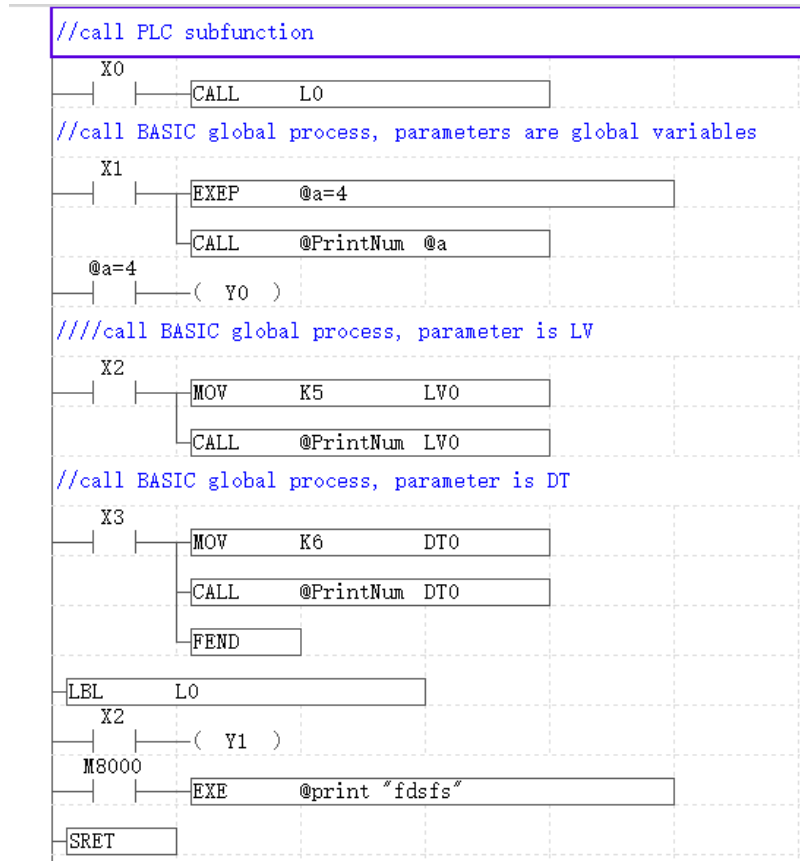 //call PLC subfunction
X0
CALL L0
//call BASIC global process, parameters are global variables
X1
EXEP @a=4
CALL @PrintNum @a
@a=4
( Y0 )
////call BASIC global process, parameter is LV
X2
MOV K5 LV0
CALL @PrintNum LV0
//call BASIC global process, parameter is DT
X3
MOV K6 DT0
CALL @PrintNum DT0
FEND
LBL L0
X2
( Y1 )
M8000
EXE @print "fdsfs"
SRET